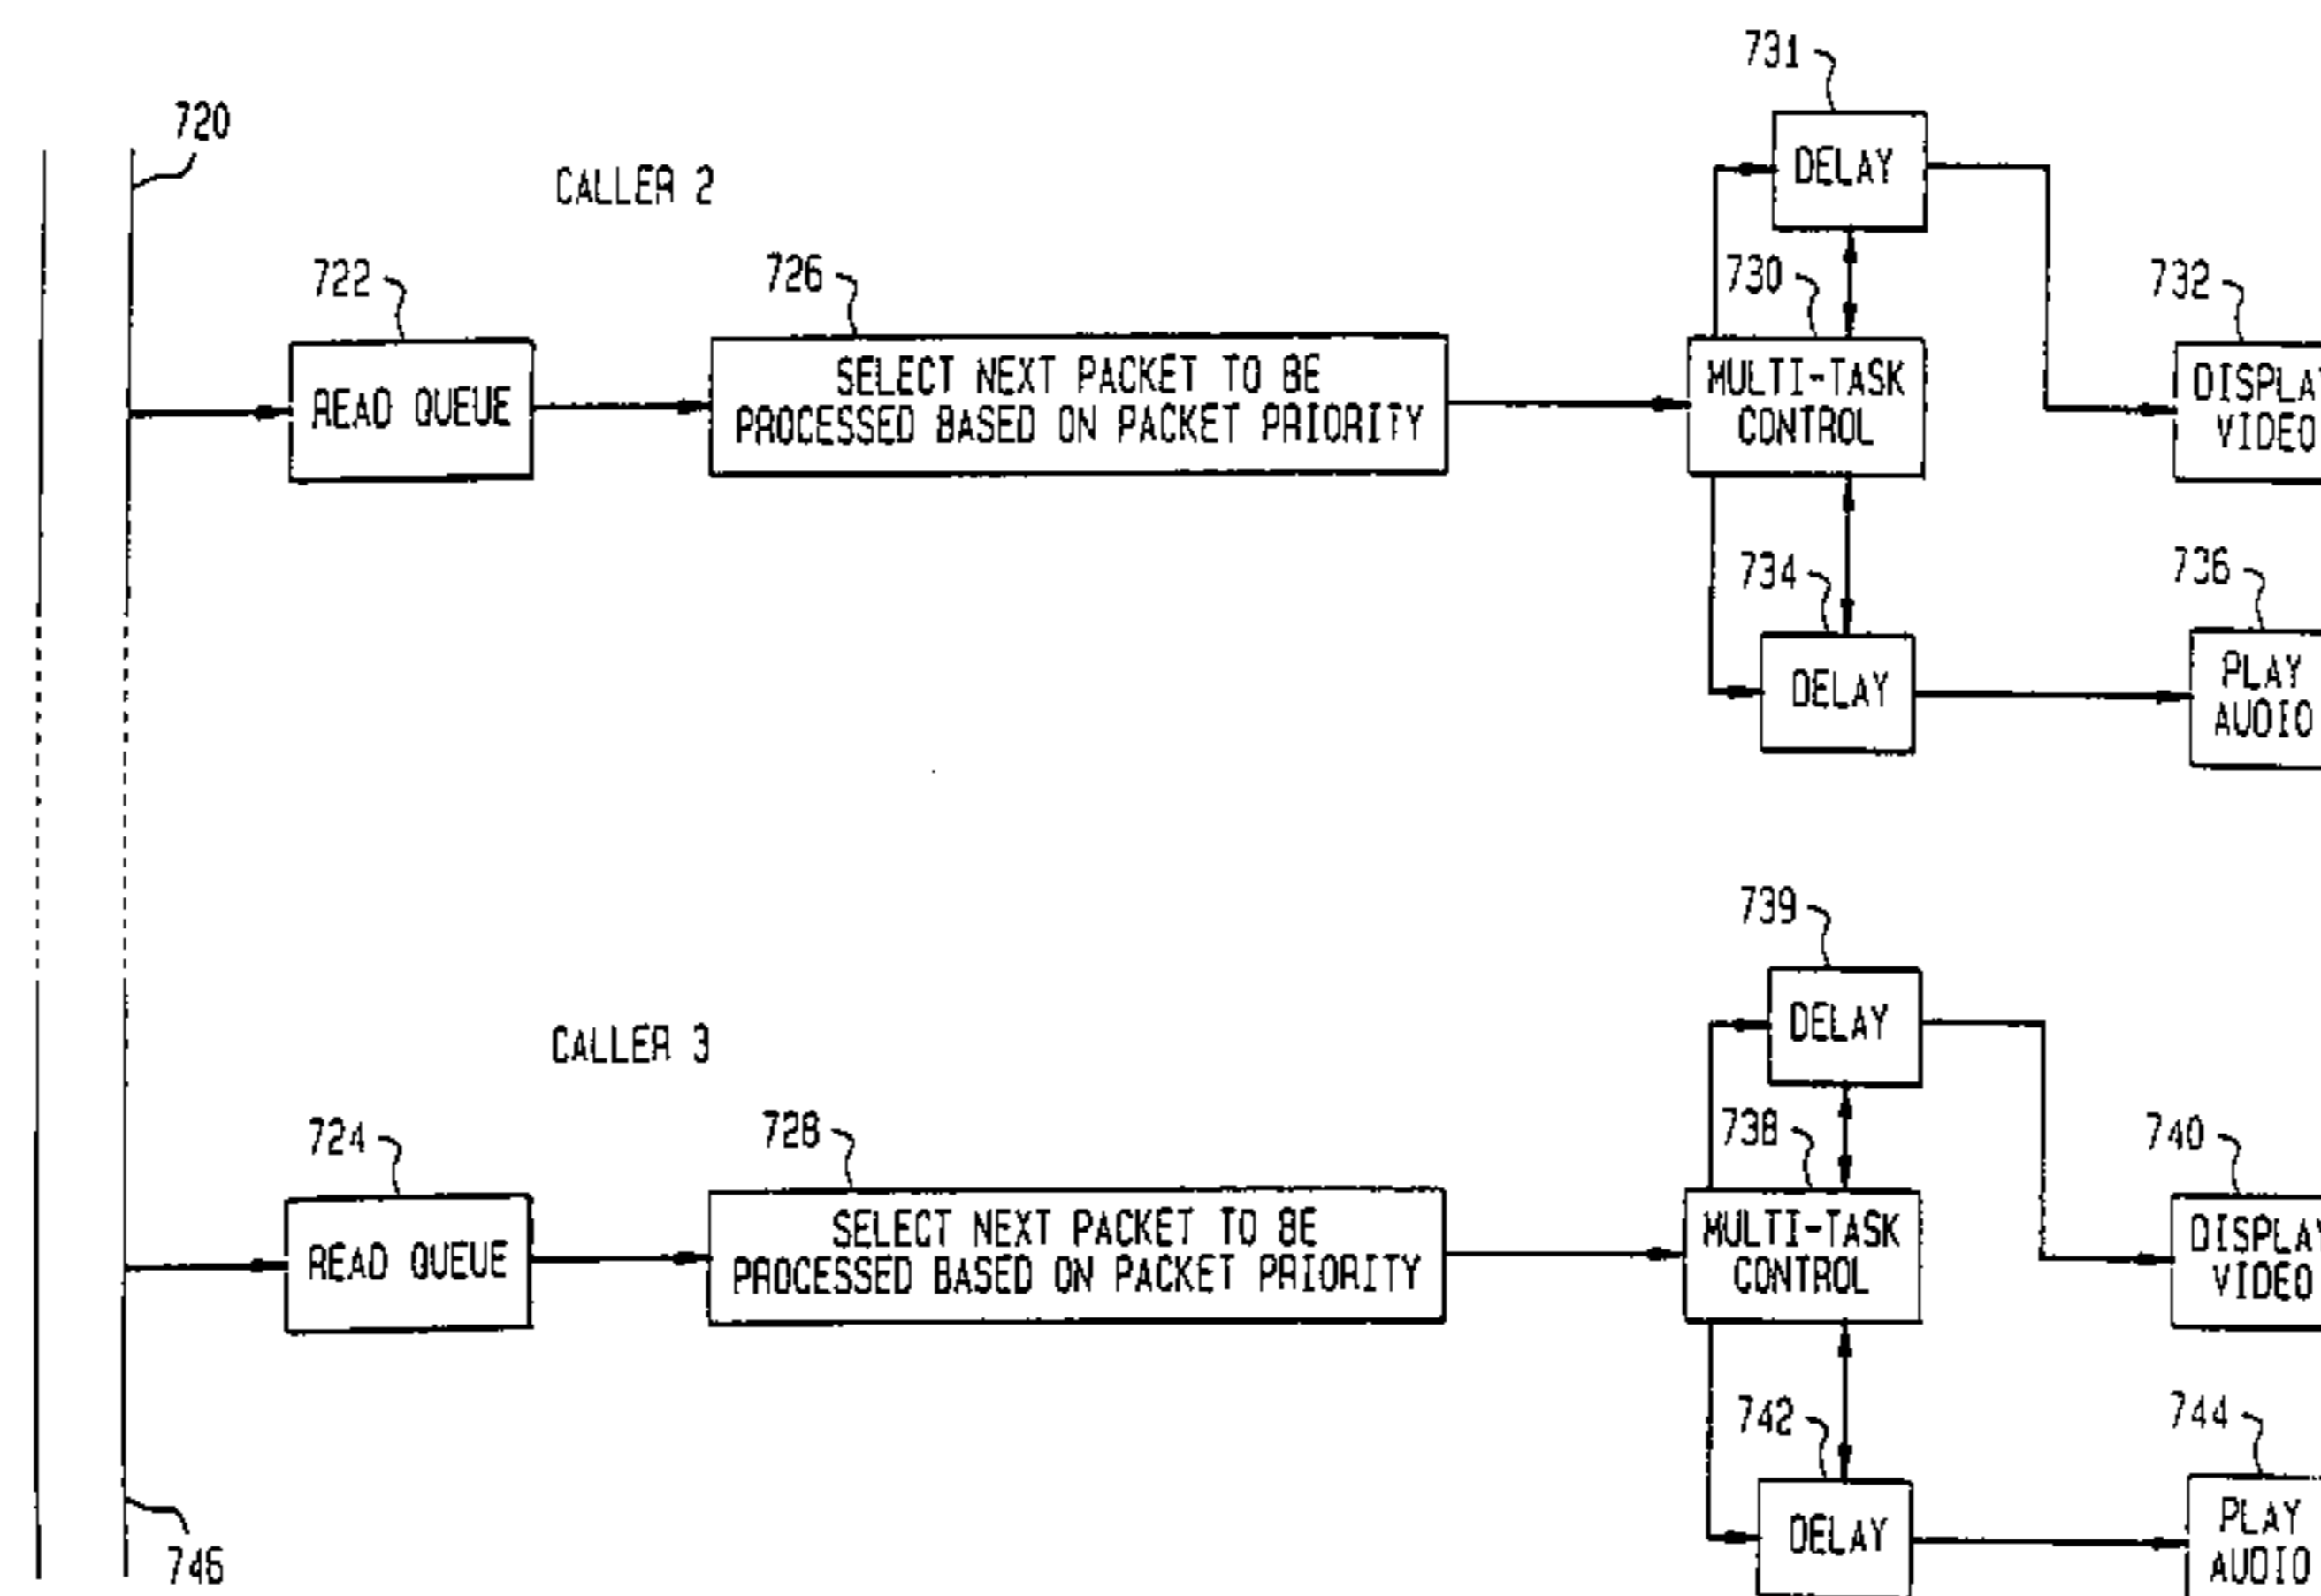 731
720
DELAY
CALLER 2
722
726
730
732
READ QUEUE
SELECT NEXT PACKET TO BE
PROCESSED BASED ON PACKET PRIORITY
MULTI-TASK
CONTROL
DISPLAY
VIDEO
734
736
DELAY
PLAY
AUDIO
739
DELAY
CALLER 3
724
728
738
740
READ QUEUE
SELECT NEXT PACKET TO BE
PROCESSED BASED ON PACKET PRIORITY
MULTI-TASK
CONTROL
DISPLAY
VIDEO
742
744
DELAY
PLAY
AUDIO
746